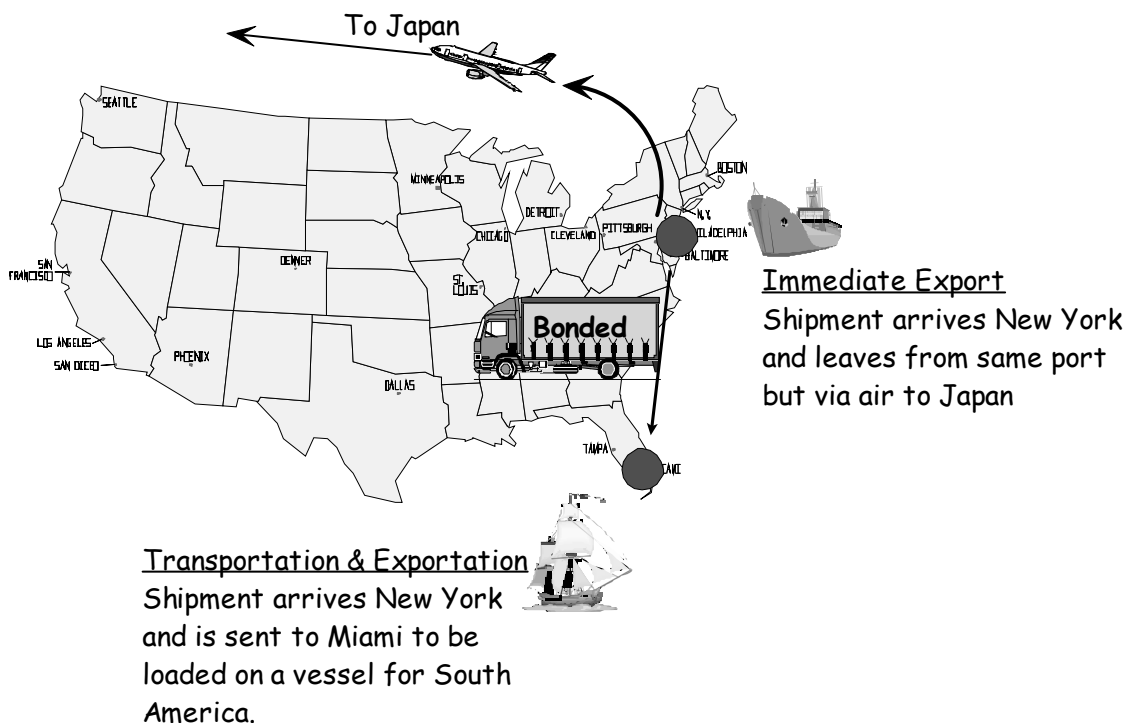 To Japan
SEATTLE
BOSTON
MINNEAPOLIS
DETROIT
N.Y.
CHICAGO
CLEVELAND
PITTSBURGH
ILADELPHIA
BALTIMORE
DENVER
SAN
FRANCISCO
ST.
LOUIS
Bonded
LOS ANGELES
SAN DIEGO
PHOENIX
DALLAS
TAMPA
IAMI
Immediate Export
Shipment arrives New York
and leaves from same port
but via air to Japan
Transportation & Exportation
Shipment arrives New York
and is sent to Miami to be
loaded on a vessel for South
America.